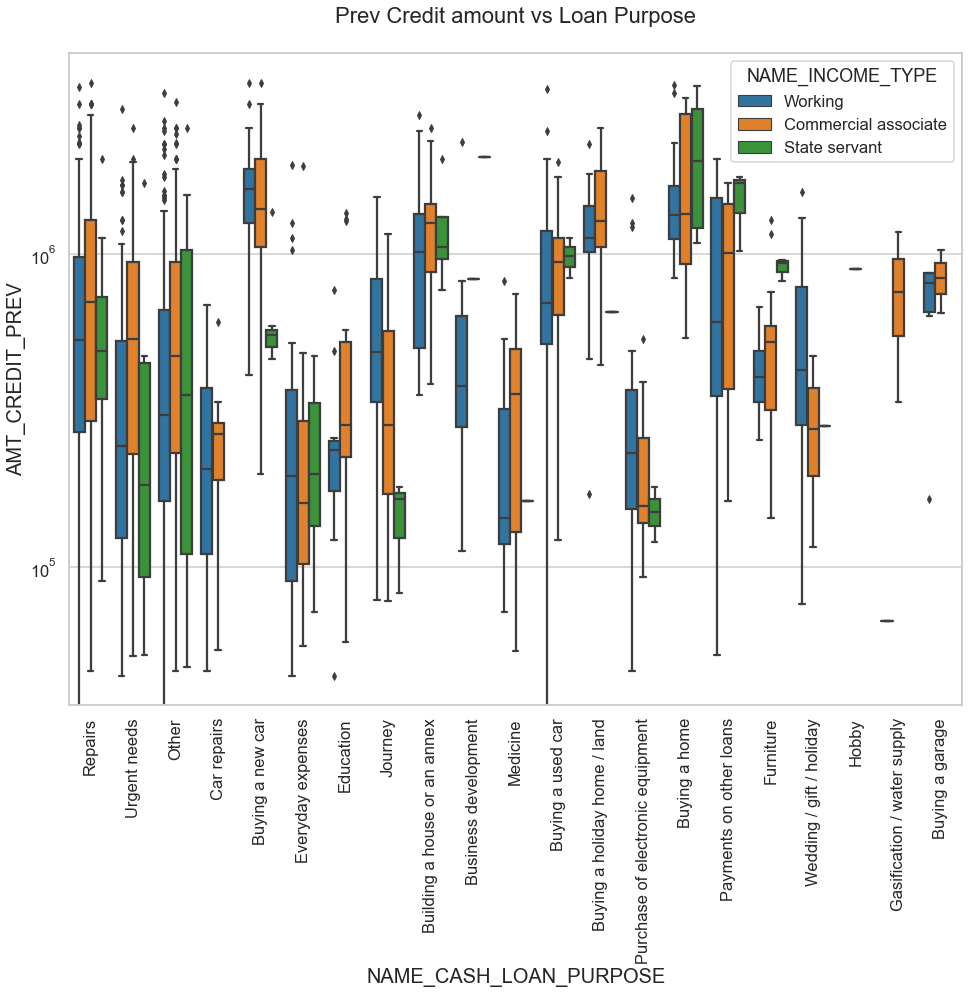 Prev Credit amount vs Loan Purpose
NAME_INCOME_TYPE
Working
Commercial associate
State servant
AMT_CREDIT_PREV
10^6
10^5
Repairs
Urgent needs
Other
Car repairs
Buying a new car
Everyday expenses
Education
Journey
Building a house or an annex
Business development
Medicine
Buying a used car
Buying a holiday home / land
Purchase of electronic equipment
Buying a home
Payments on other loans
Furniture
Wedding / gift / holiday
Hobby
Gasification / water supply
Buying a garage
NAME_CASH_LOAN_PURPOSE